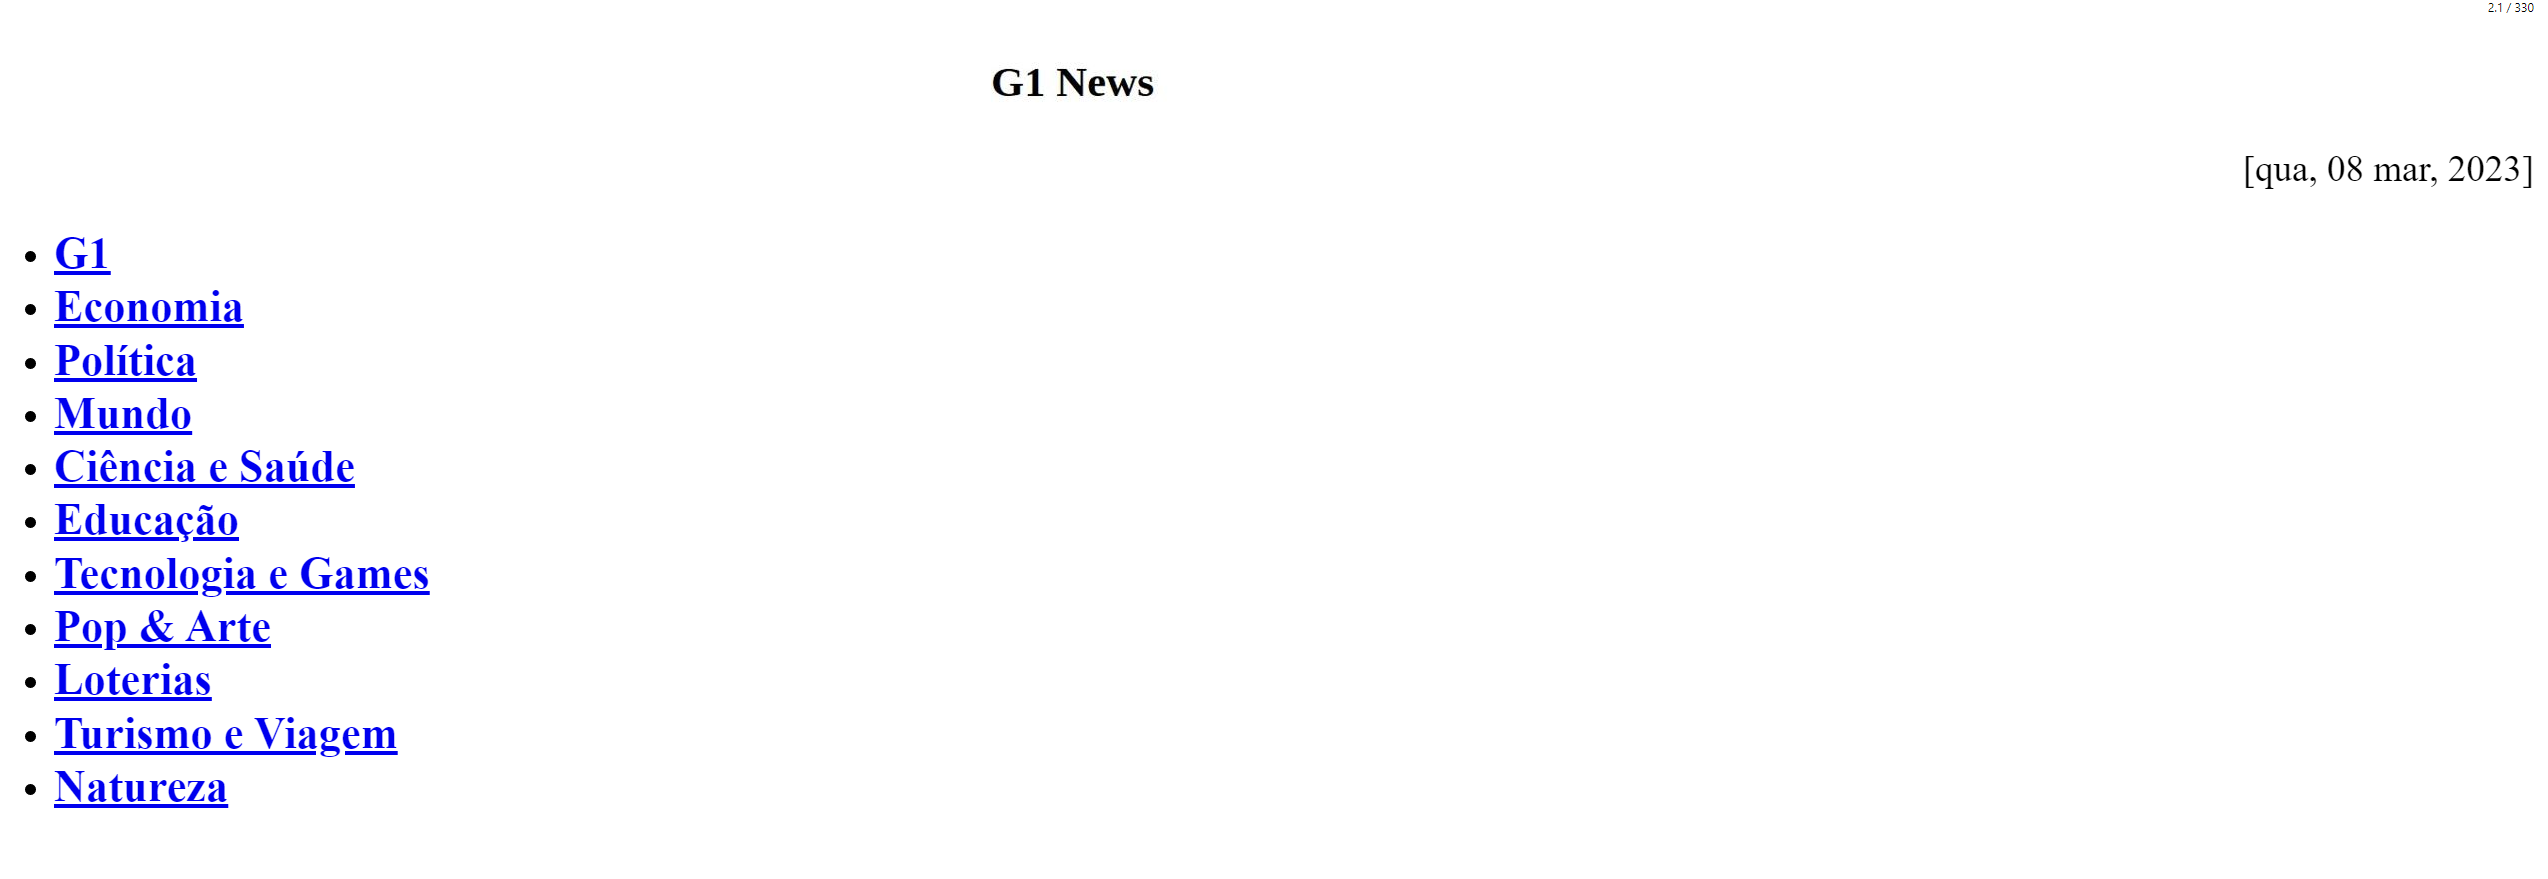 2.1 / 330
G1 News
[qua, 08 mar, 2023]
• G1
• Economia
• Política
• Mundo
• Ciência e Saúde
• Educação
• Tecnologia e Games
• Pop & Arte
• Loterias
• Turismo e Viagem
• Natureza